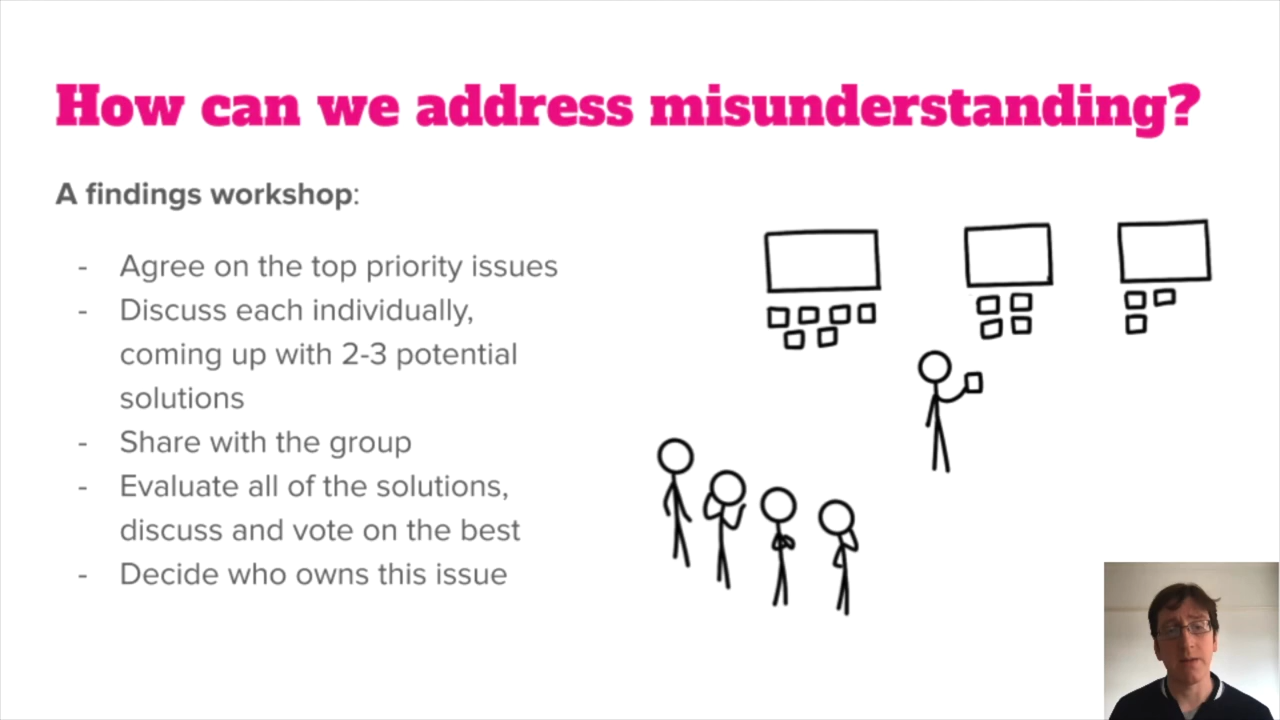 How can we address misunderstanding?
A findings workshop:
- Agree on the top priority issues
- Discuss each individually,
coming up with 2-3 potential
solutions
- Share with the group
- Evaluate all of the solutions,
discuss and vote on the best
- Decide who owns this issue